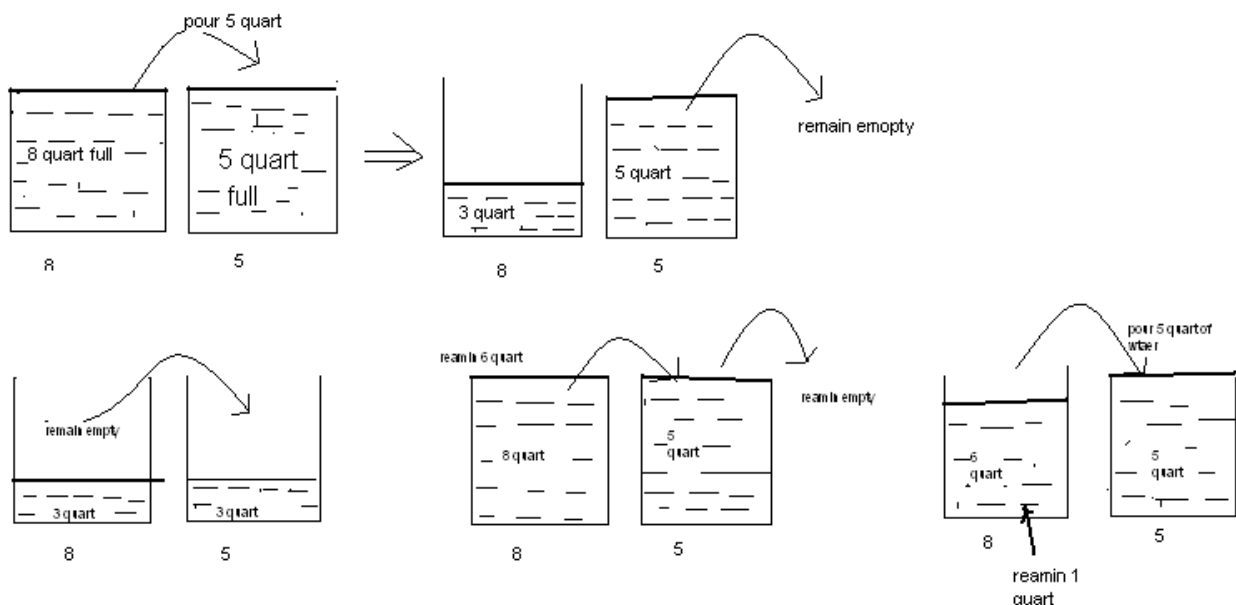 pour 5 quart
8 quart full
5 quart
full
8
5
3 quart
5 quart
remain emopty
8
5
remain empty
3 quart
3 quart
8
5
reamin 6 quart
8 quart
5
quart
reamin empty
8
5
6
quart
pour 5 quart of
wtaer
5
quart
8
5
reamin 1
quart